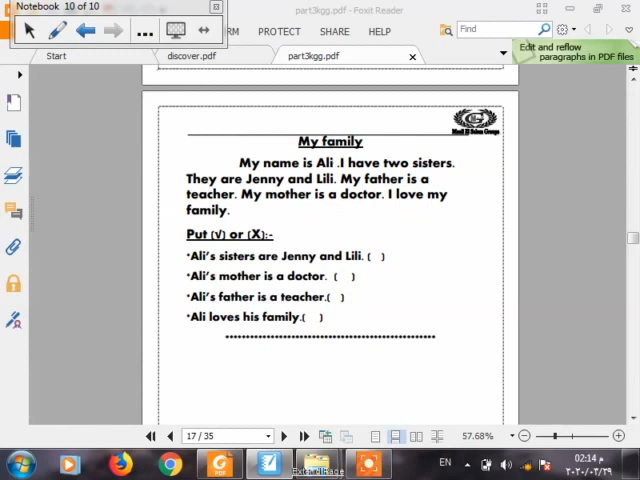 Notebook 10 of 10
part3kgg.pdf - Foxit Reader
RM PROTECT SHARE HELP
Find
Start discover.pdf part3kgg.pdf
Edit and reflow
paragraphs in PDF files
My family
My name is Ali .I have two sisters.
They are Jenny and Lili. My father is a
teacher. My mother is a doctor. I love my
family.
Put (√) or (X):-
•Ali's sisters are Jenny and Lili. ( )
•Ali's mother is a doctor. ( )
•Ali's father is a teacher.( )
•Ali loves his family.( )
17 / 35
57.68%
PDF
EN
02:14 م
٢٠٢٠/٠٣/٢٩